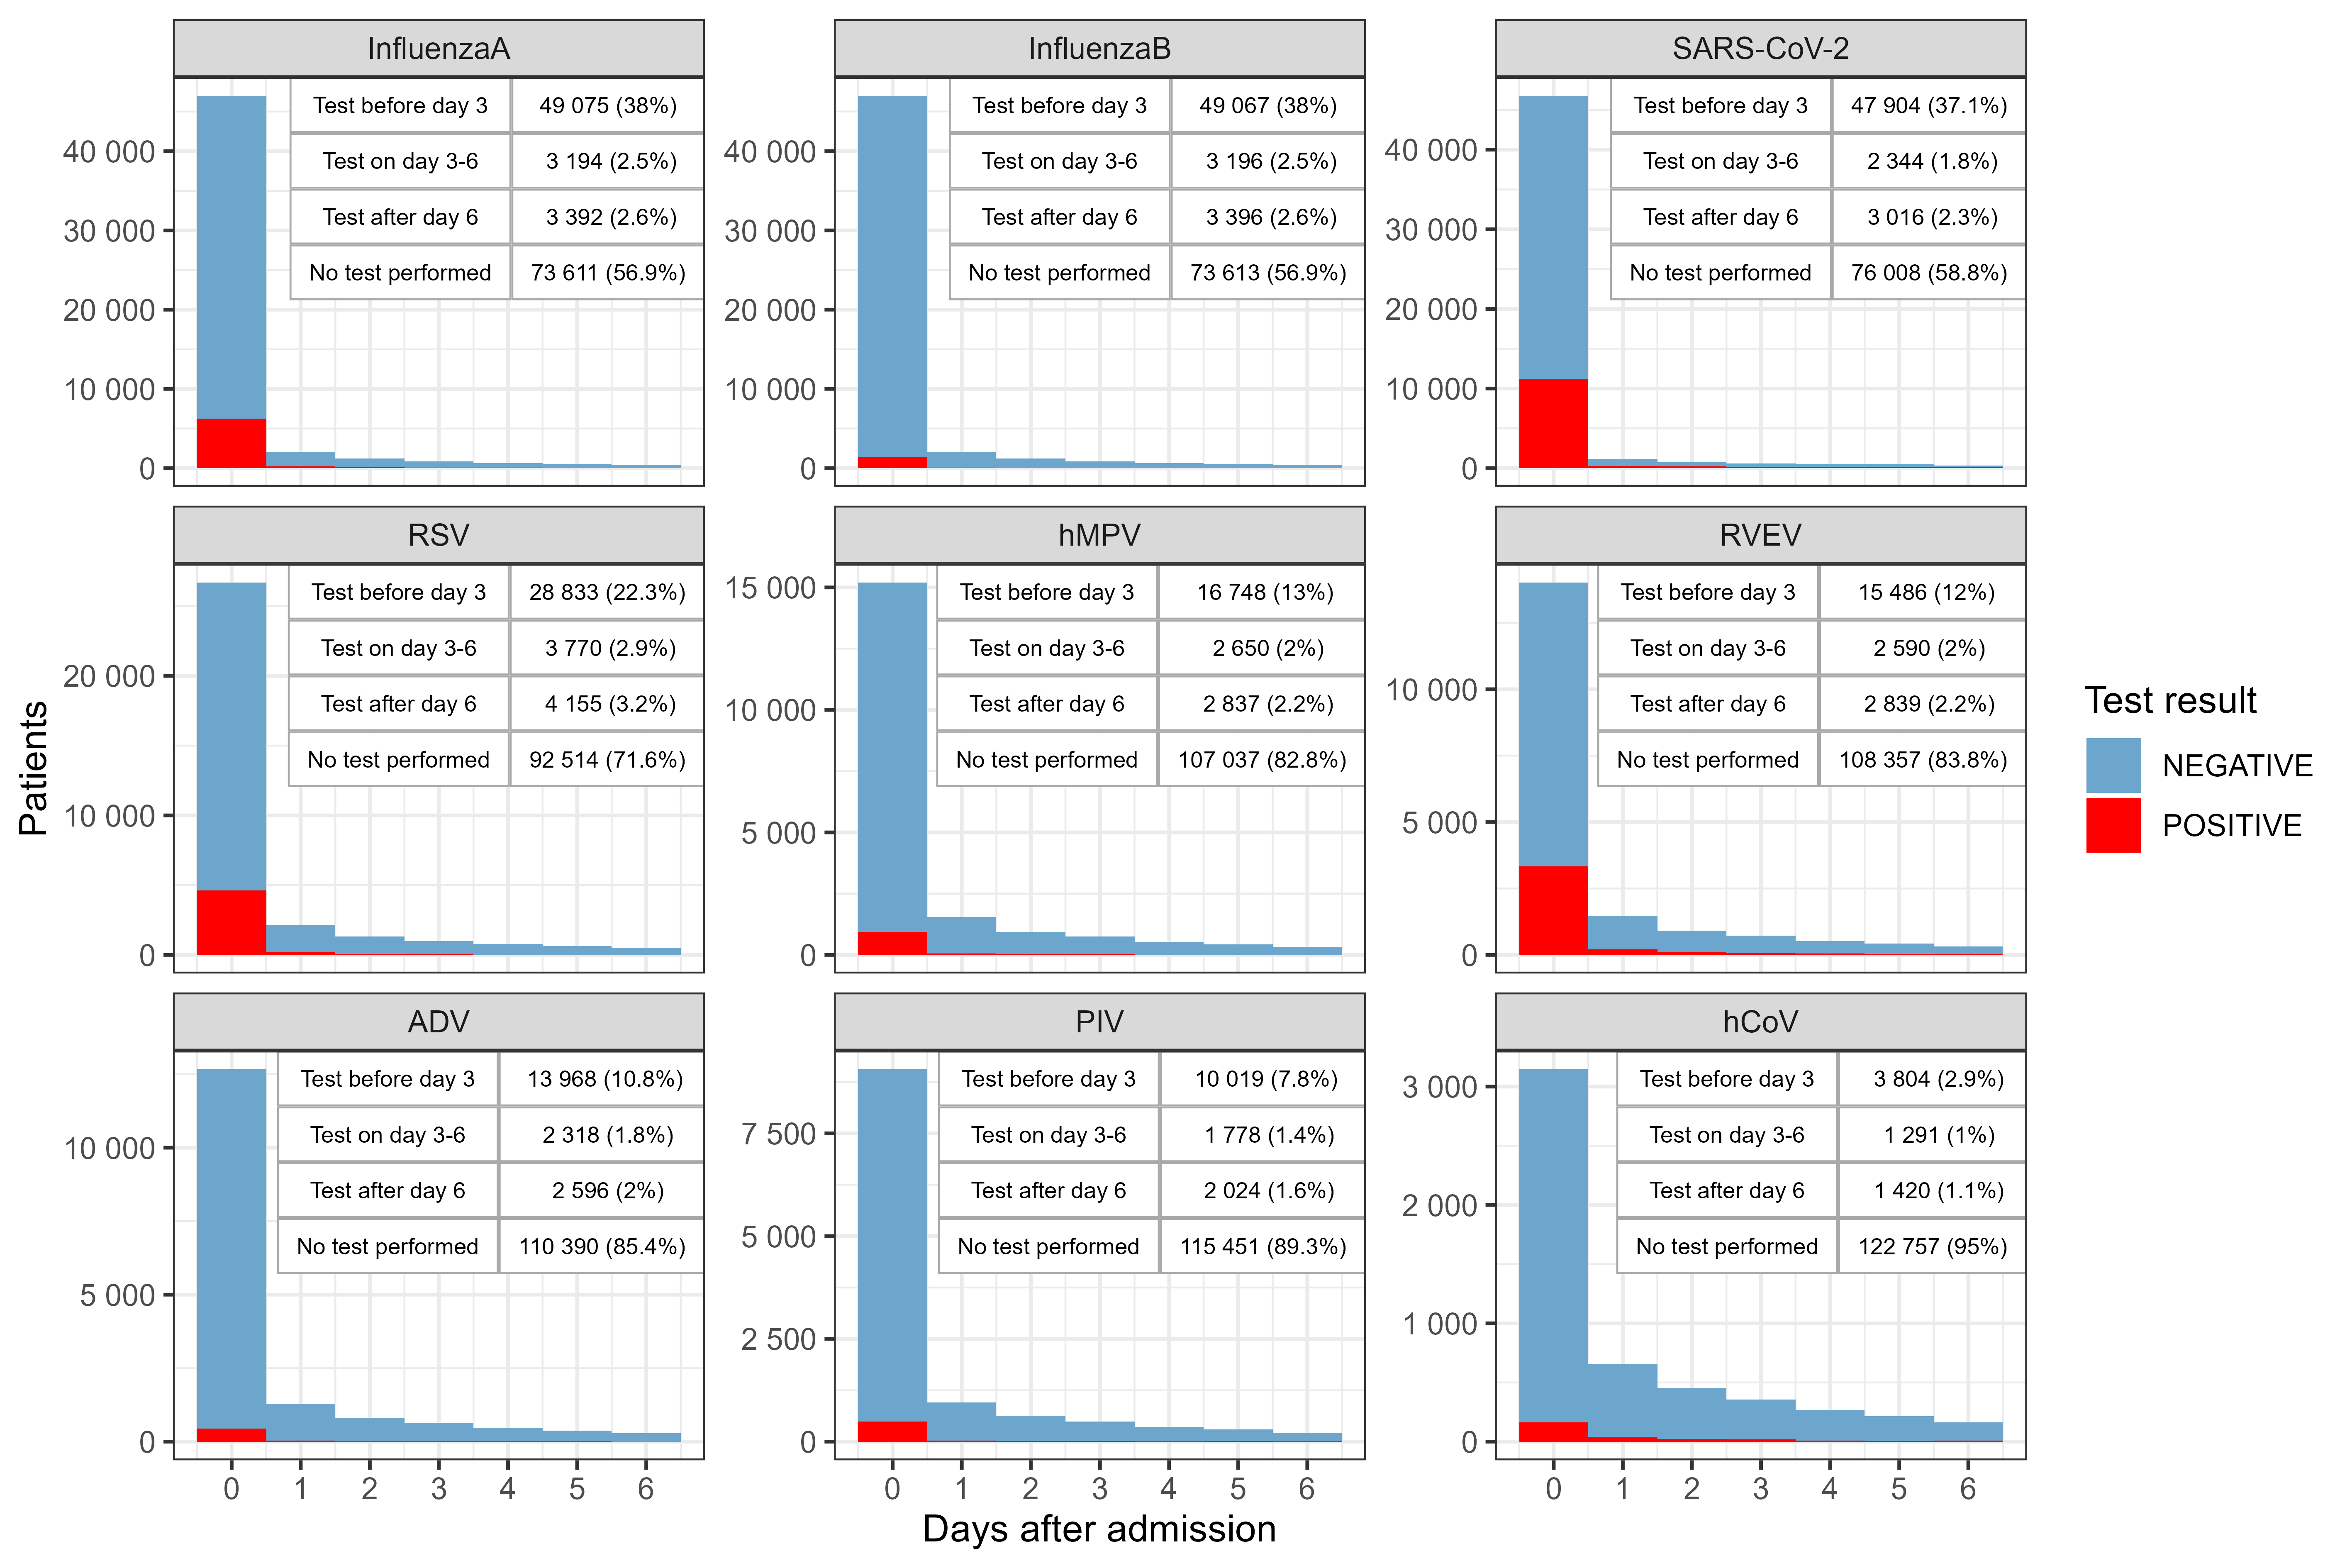 InfluenzaA
Test before day 3 49 075 (38%)
Test on day 3-6 3 194 (2.5%)
Test after day 6 3 392 (2.6%)
No test performed 73 611 (56.9%)
40 000
30 000
20 000
10 000
0
InfluenzaB
Test before day 3 49 067 (38%)
Test on day 3-6 3 196 (2.5%)
Test after day 6 3 396 (2.6%)
No test performed 73 613 (56.9%)
40 000
30 000
20 000
10 000
0
SARS-CoV-2
Test before day 3 47 904 (37.1%)
Test on day 3-6 2 344 (1.8%)
Test after day 6 3 016 (2.3%)
No test performed 76 008 (58.8%)
40 000
30 000
20 000
10 000
0
RSV
Test before day 3 28 833 (22.3%)
Test on day 3-6 3 770 (2.9%)
Test after day 6 4 155 (3.2%)
No test performed 92 514 (71.6%)
20 000
10 000
0
hMPV
Test before day 3 16 748 (13%)
Test on day 3-6 2 650 (2%)
Test after day 6 2 837 (2.2%)
No test performed 107 037 (82.8%)
15 000
10 000
5 000
0
RVEV
Test before day 3 15 486 (12%)
Test on day 3-6 2 590 (2%)
Test after day 6 2 839 (2.2%)
No test performed 108 357 (83.8%)
10 000
5 000
0
ADV
Test before day 3 13 968 (10.8%)
Test on day 3-6 2 318 (1.8%)
Test after day 6 2 596 (2%)
No test performed 110 390 (85.4%)
10 000
5 000
0
0 1 2 3 4 5 6
PIV
Test before day 3 10 019 (7.8%)
Test on day 3-6 1 778 (1.4%)
Test after day 6 2 024 (1.6%)
No test performed 115 451 (89.3%)
7 500
5 000
2 500
0
0 1 2 3 4 5 6
hCoV
Test before day 3 3 804 (2.9%)
Test on day 3-6 1 291 (1%)
Test after day 6 1 420 (1.1%)
No test performed 122 757 (95%)
3 000
2 000
1 000
0
0 1 2 3 4 5 6
Patients
Days after admission
Test result
NEGATIVE
POSITIVE